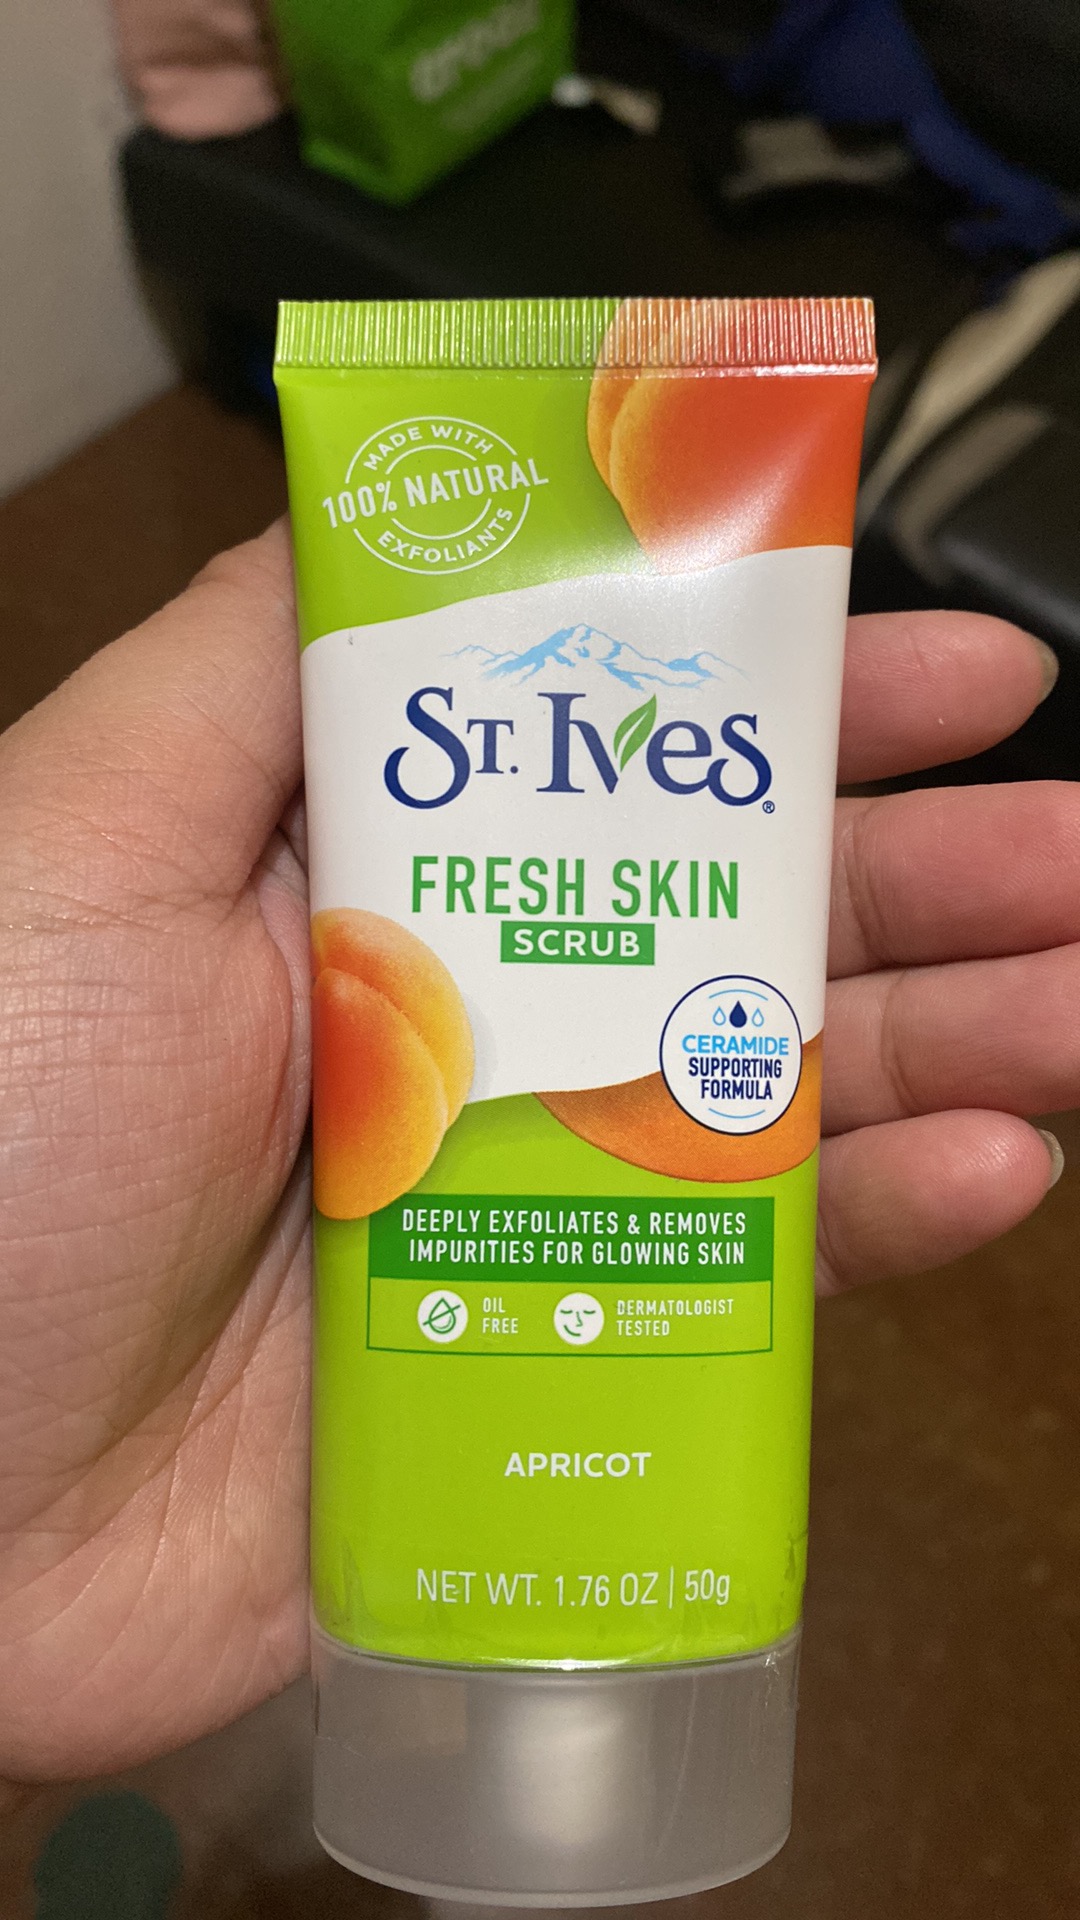 MADE WITH
100% NATURAL
EXFOLIANTS
ST. Ives®
FRESH SKIN
SCRUB
CERAMIDE
SUPPORTING
FORMULA
DEEPLY EXFOLIATES & REMOVES
IMPURITIES FOR GLOWING SKIN
OIL
FREE
DERMATOLOGIST
TESTED
APRICOT
NET WT. 1.76 OZ | 50g